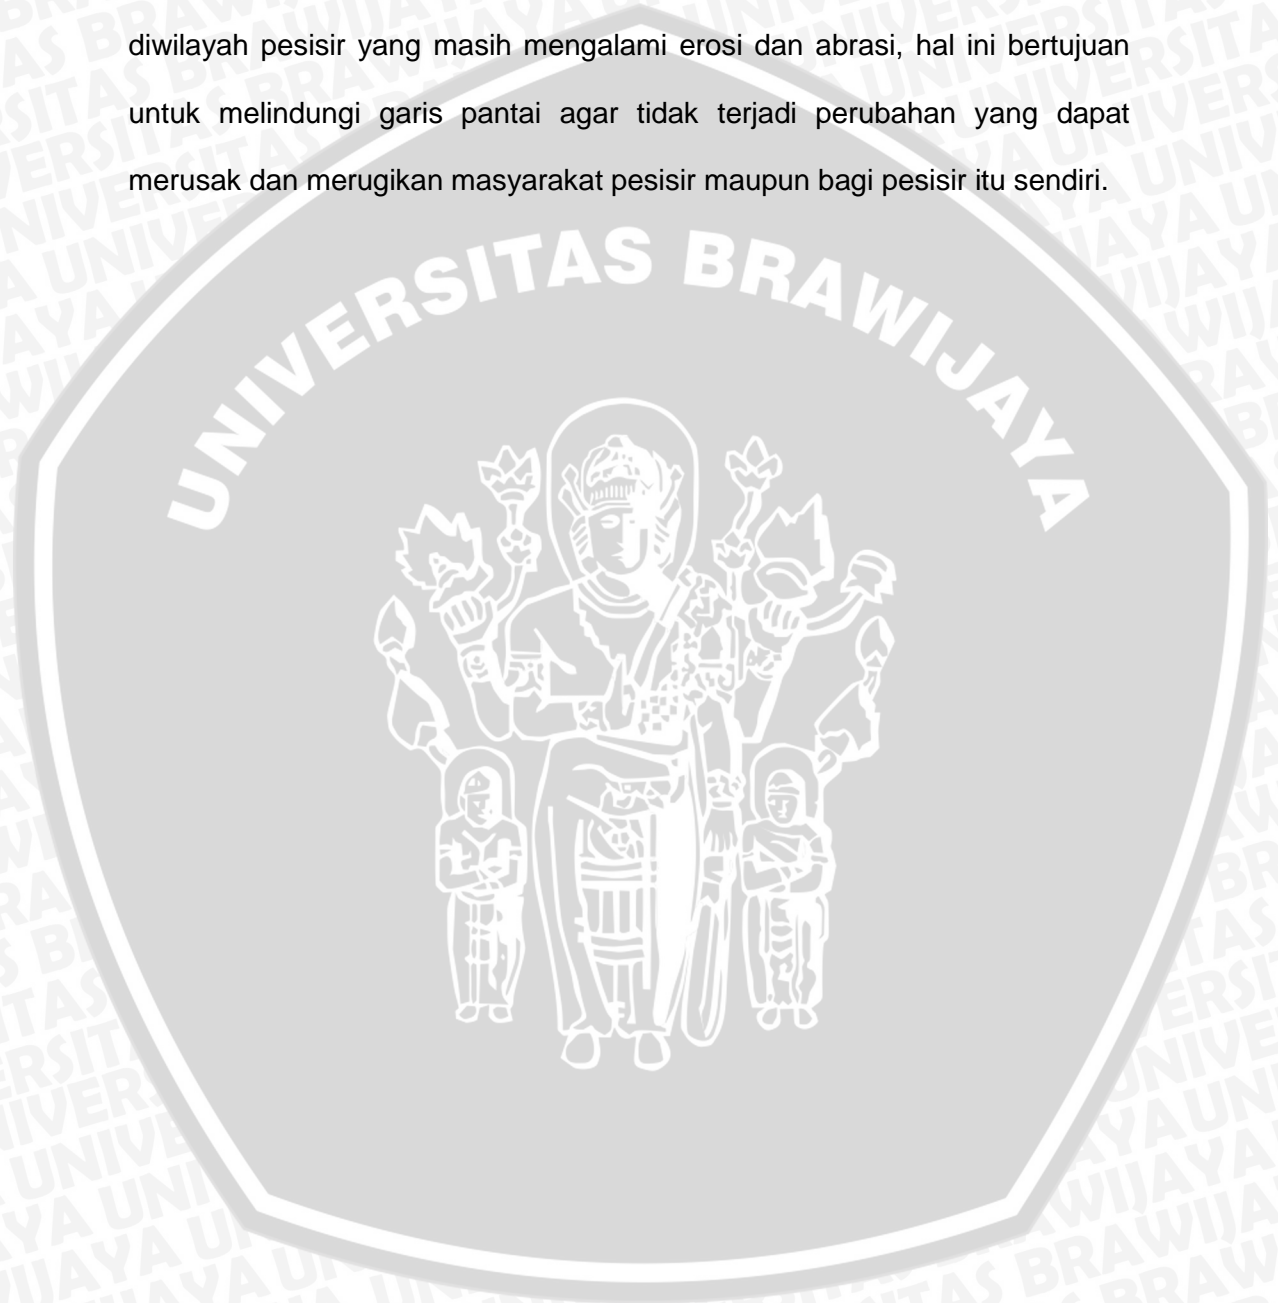 diwilayah pesisir yang masih mengalami erosi dan abrasi, hal ini bertujuan
untuk melindungi garis pantai agar tidak terjadi perubahan yang dapat
merusak dan merugikan masyarakat pesisir maupun bagi pesisir itu sendiri.
UNIVERSITAS BRAWIJAYA